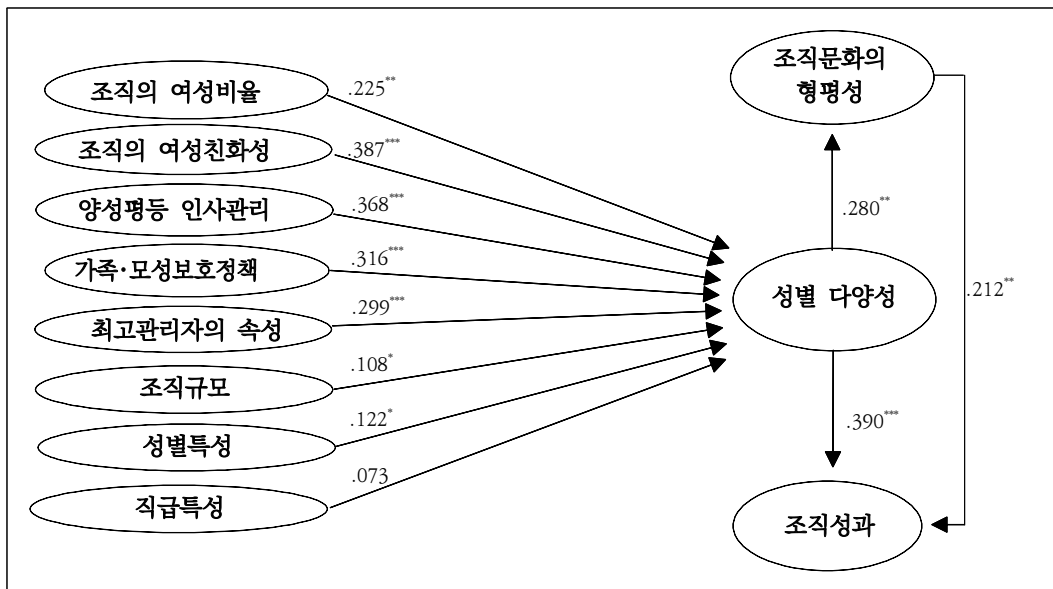 조직의 여성비율
.225**
조직의 여성친화성
.387***
양성평등 인사관리
.368***
가족·모성보호정책
.316***
최고관리자의 속성
.299***
조직규모
.108*
성별특성
.122*
직급특성
.073
조직문화의
형평성
.280**
성별 다양성
.212**
.390***
조직성과